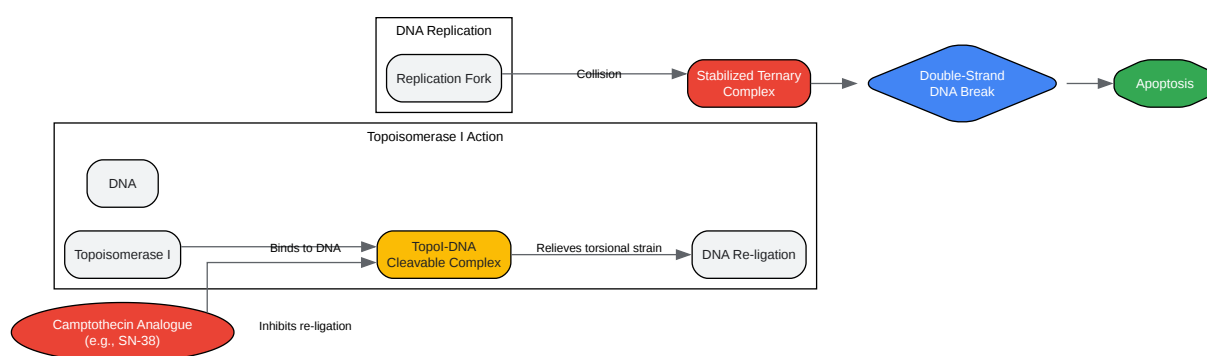 DNA Replication
Replication Fork
Collision
Stabilized Ternary
Complex
Double-Strand
DNA Break
Apoptosis
Topoisomerase I Action
DNA
Topoisomerase I
Binds to DNA
TopoI-DNA
Cleavable Complex
Relieves torsional strain
DNA Re-ligation
Camptothecin Analogue
(e.g., SN-38)
Inhibits re-ligation